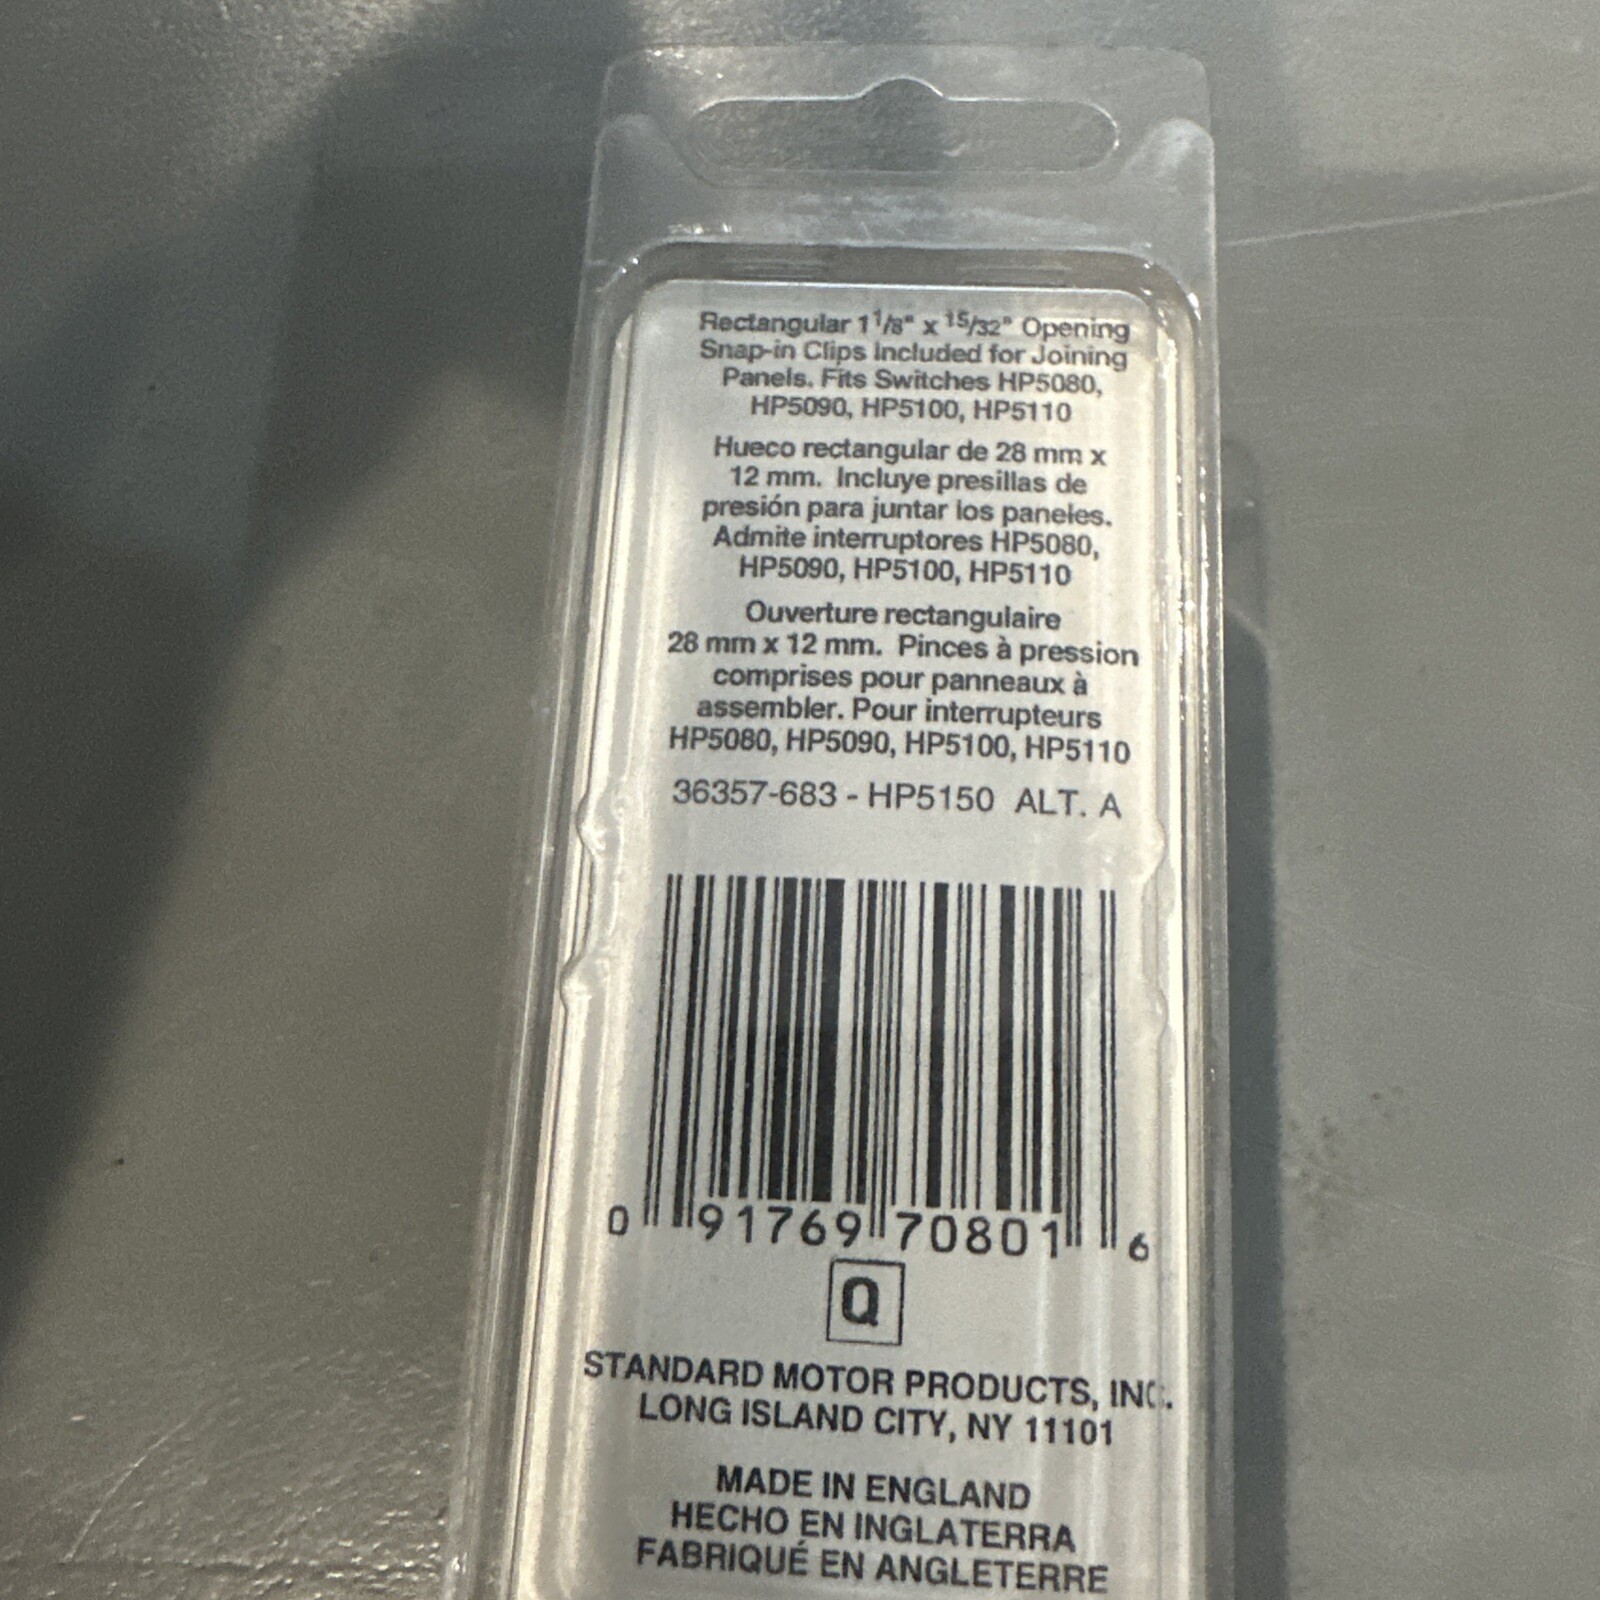 Rectangular 1 1/8" x 15/32" Opening
Snap-in Clips Included for Joining
Panels. Fits Switches HP5080,
HP5090, HP5100, HP5110
Hueco rectangular de 28 mm x
12 mm. Incluye presillas de
presión para juntar los paneles.
Admite interruptores HP5080,
HP5090, HP5100, HP5110
Ouverture rectangulaire
28 mm x 12 mm. Pinces à pression
comprises pour panneaux à
assembler. Pour interrupteurs
HP5080, HP5090, HP5100, HP5110
36357-683 - HP5150 ALT. A
0 91769 70801 6
Q
STANDARD MOTOR PRODUCTS, INC.
LONG ISLAND CITY, NY 11101
MADE IN ENGLAND
HECHO EN INGLATERRA
FABRIQUÉ EN ANGLETERRE